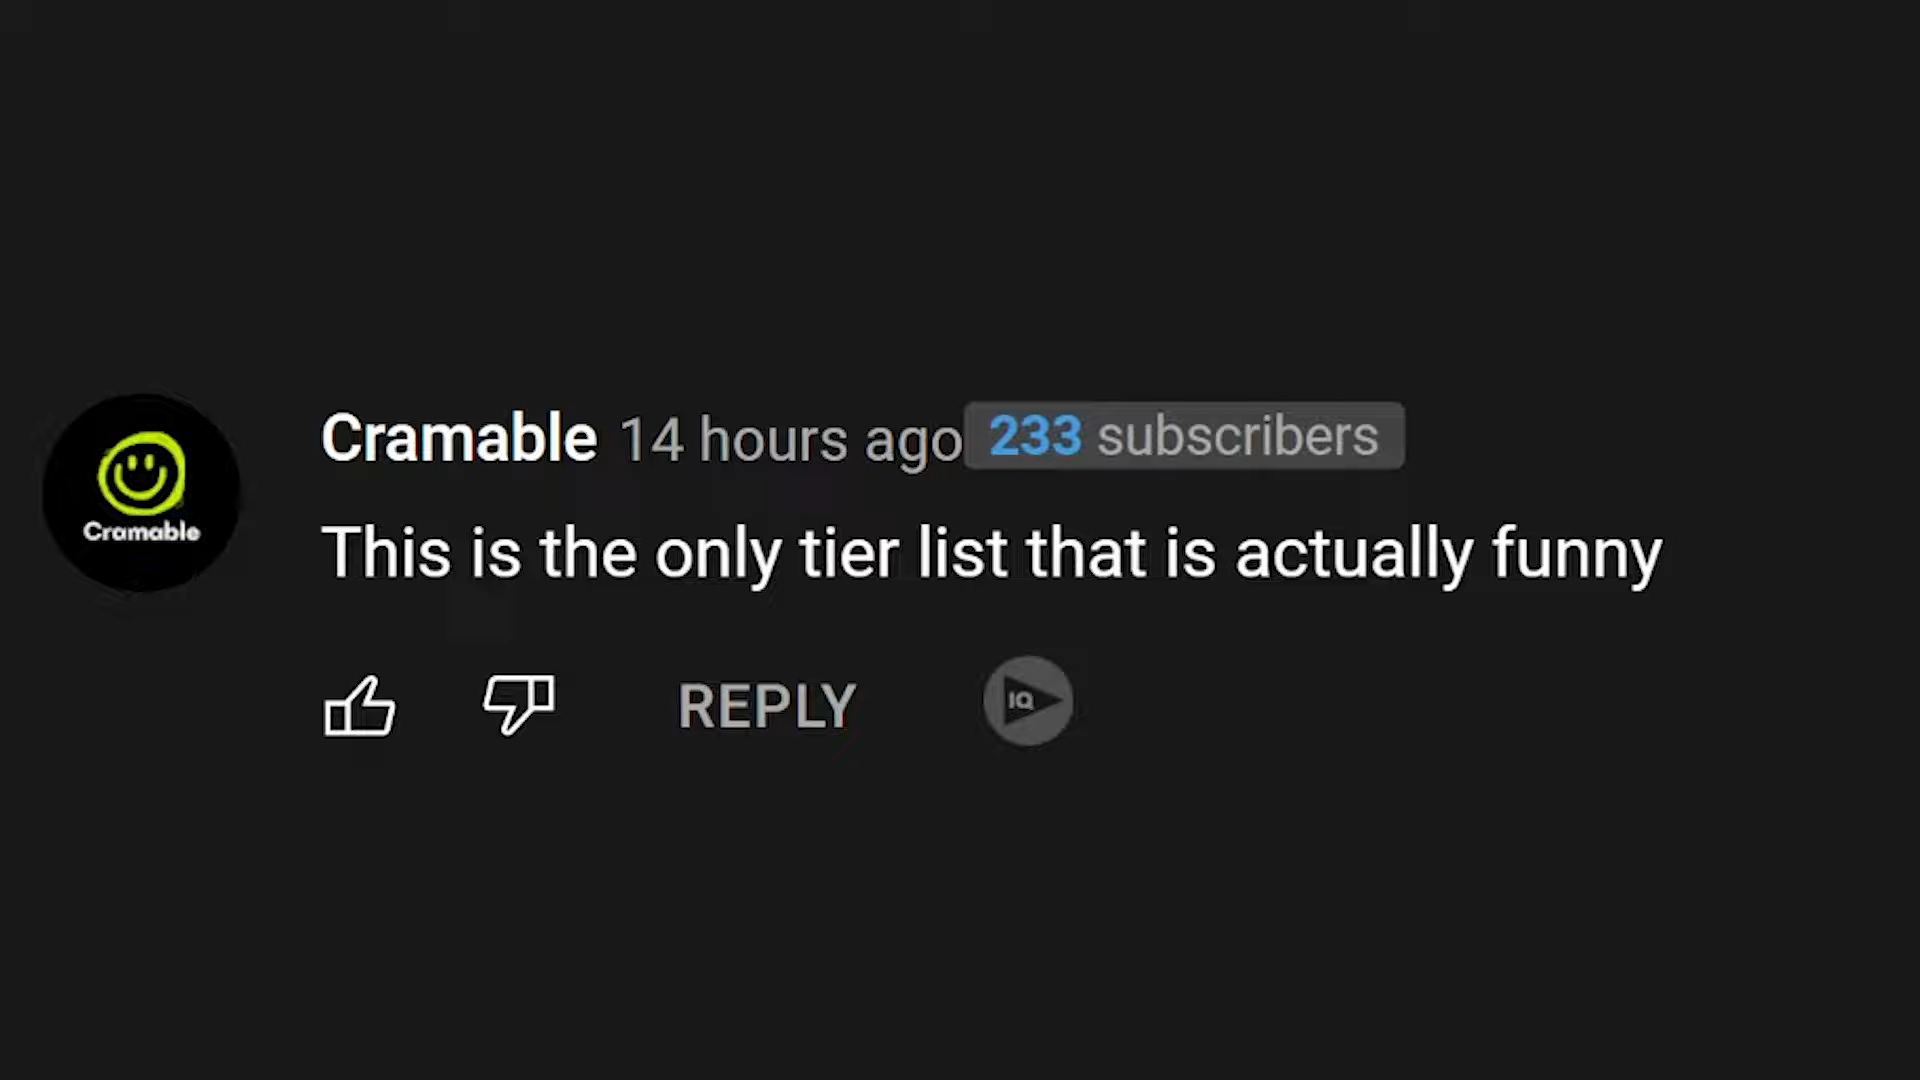 Cramable 14 hours ago 233 subscribers
Cramable
This is the only tier list that is actually funny
REPLY IQ